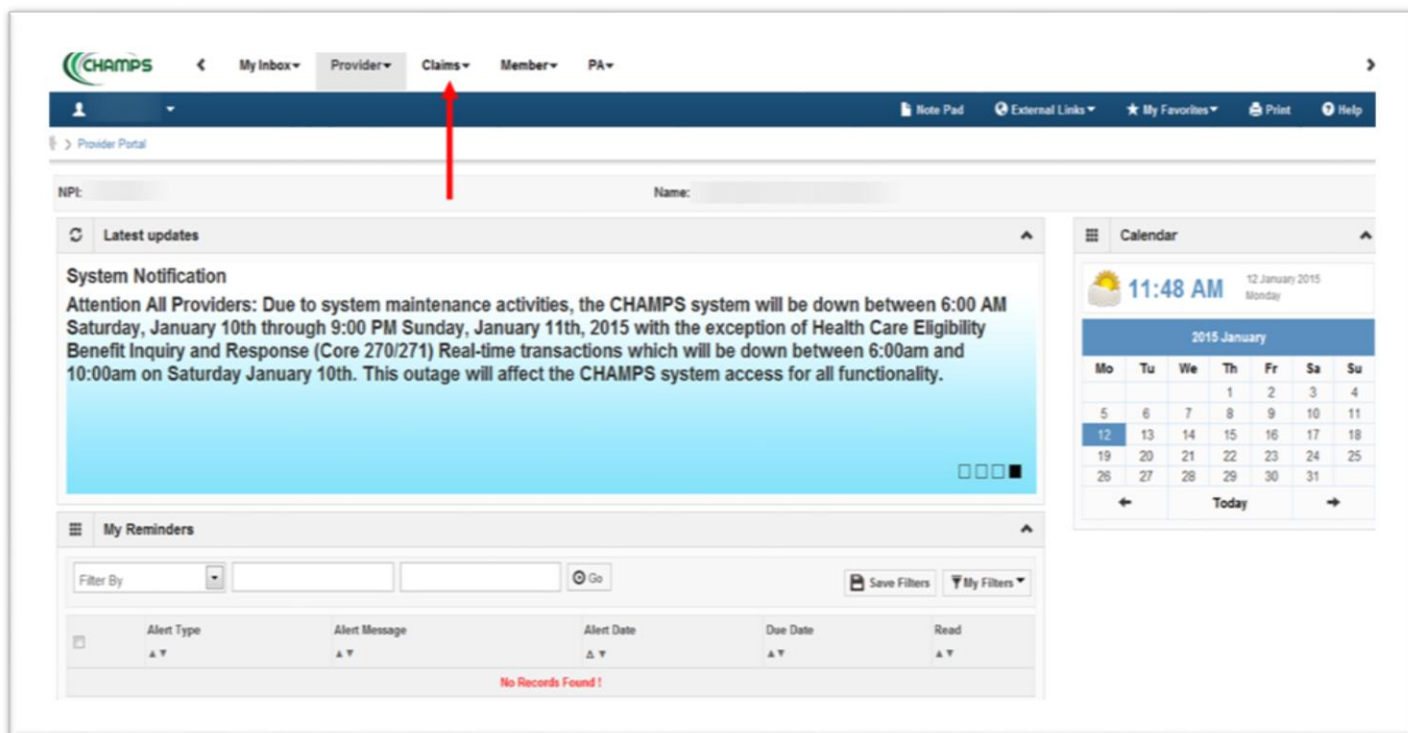 CHAMPS My Inbox Provider Claims Member PA
Note Pad External Links My Favorites Print Help
Provider Portal
NPI: Name:
Latest updates
System Notification
Attention All Providers: Due to system maintenance activities, the CHAMPS system will be down between 6:00 AM
Saturday, January 10th through 9:00 PM Sunday, January 11th, 2015 with the exception of Health Care Eligibility
Benefit Inquiry and Response (Core 270/271) Real-time transactions which will be down between 6:00am and
10:00am on Saturday January 10th. This outage will affect the CHAMPS system access for all functionality.
My Reminders
Filter By Go Save Filters My Filters
Alert Type Alert Message Alert Date Due Date Read
No Records Found !
Calendar
11:48 AM 12 January 2015
Monday
2015 January
Mo Tu We Th Fr Sa Su
1 2 3 4
5 6 7 8 9 10 11
12 13 14 15 16 17 18
19 20 21 22 23 24 25
26 27 28 29 30 31
Today